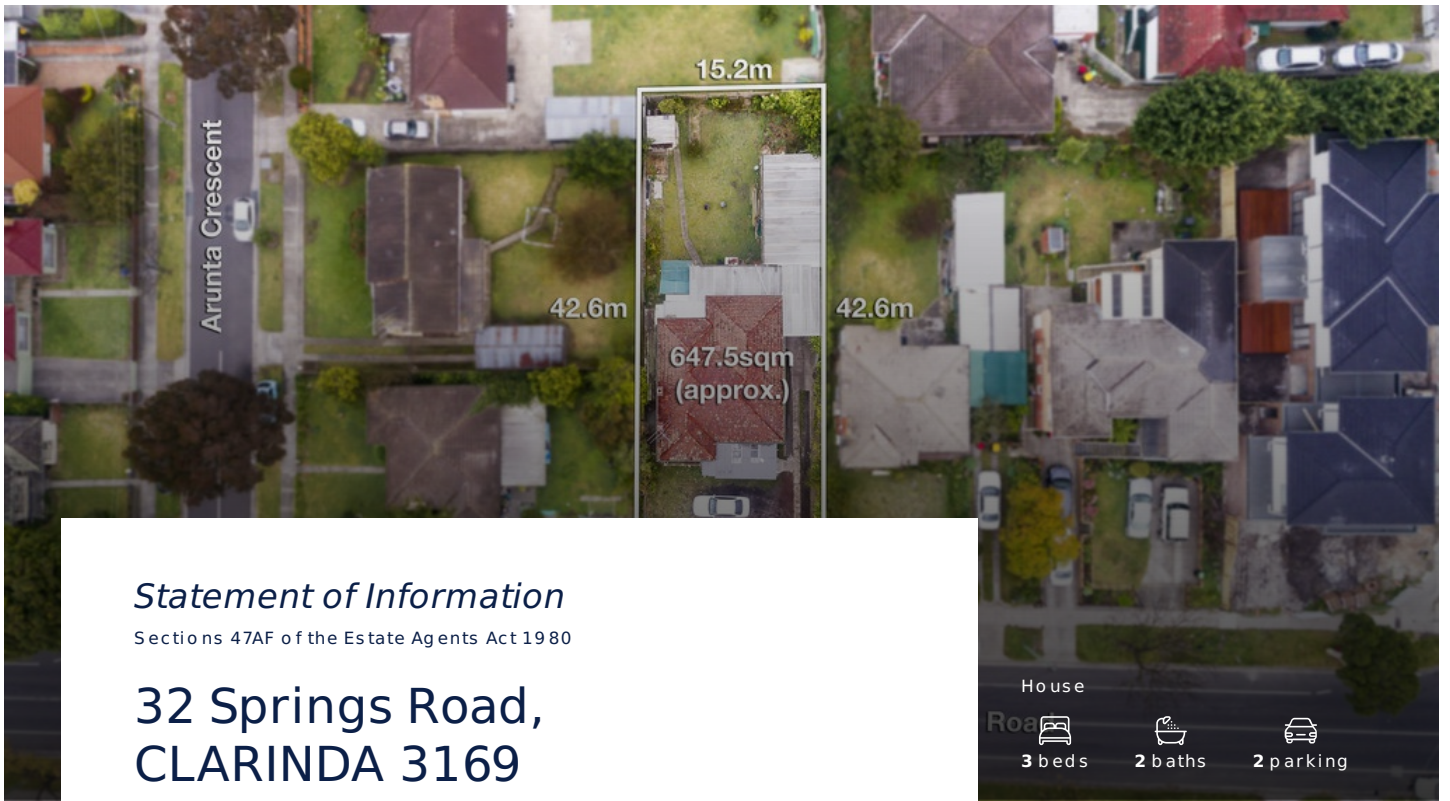 15.2m
Arunta Crescent
42.6m
42.6m
647.5sqm
(approx.)
Statement of Information
Sections 47AF of the Estate Agents Act 1980
32 Springs Road,
CLARINDA 3169
House
Road
3 beds
2 baths
2 parking